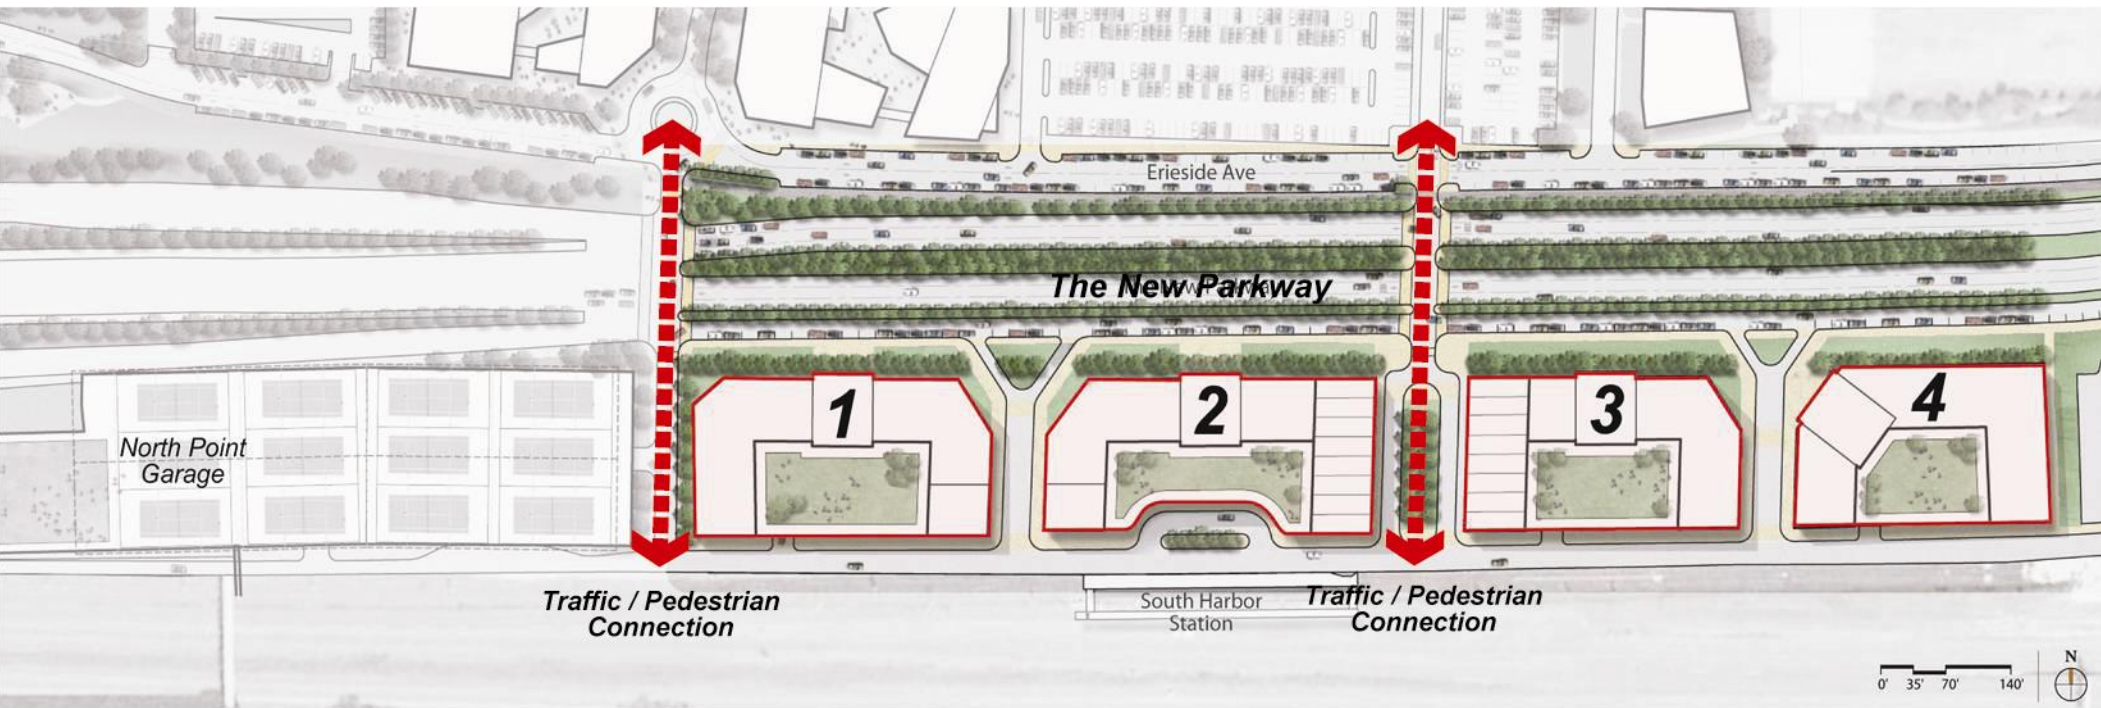 Erieside Ave
The New Parkway
1
2
3
4
North Point
Garage
Traffic / Pedestrian
Connection
South Harbor
Station
Traffic / Pedestrian
Connection
N
0' 35' 70' 140'